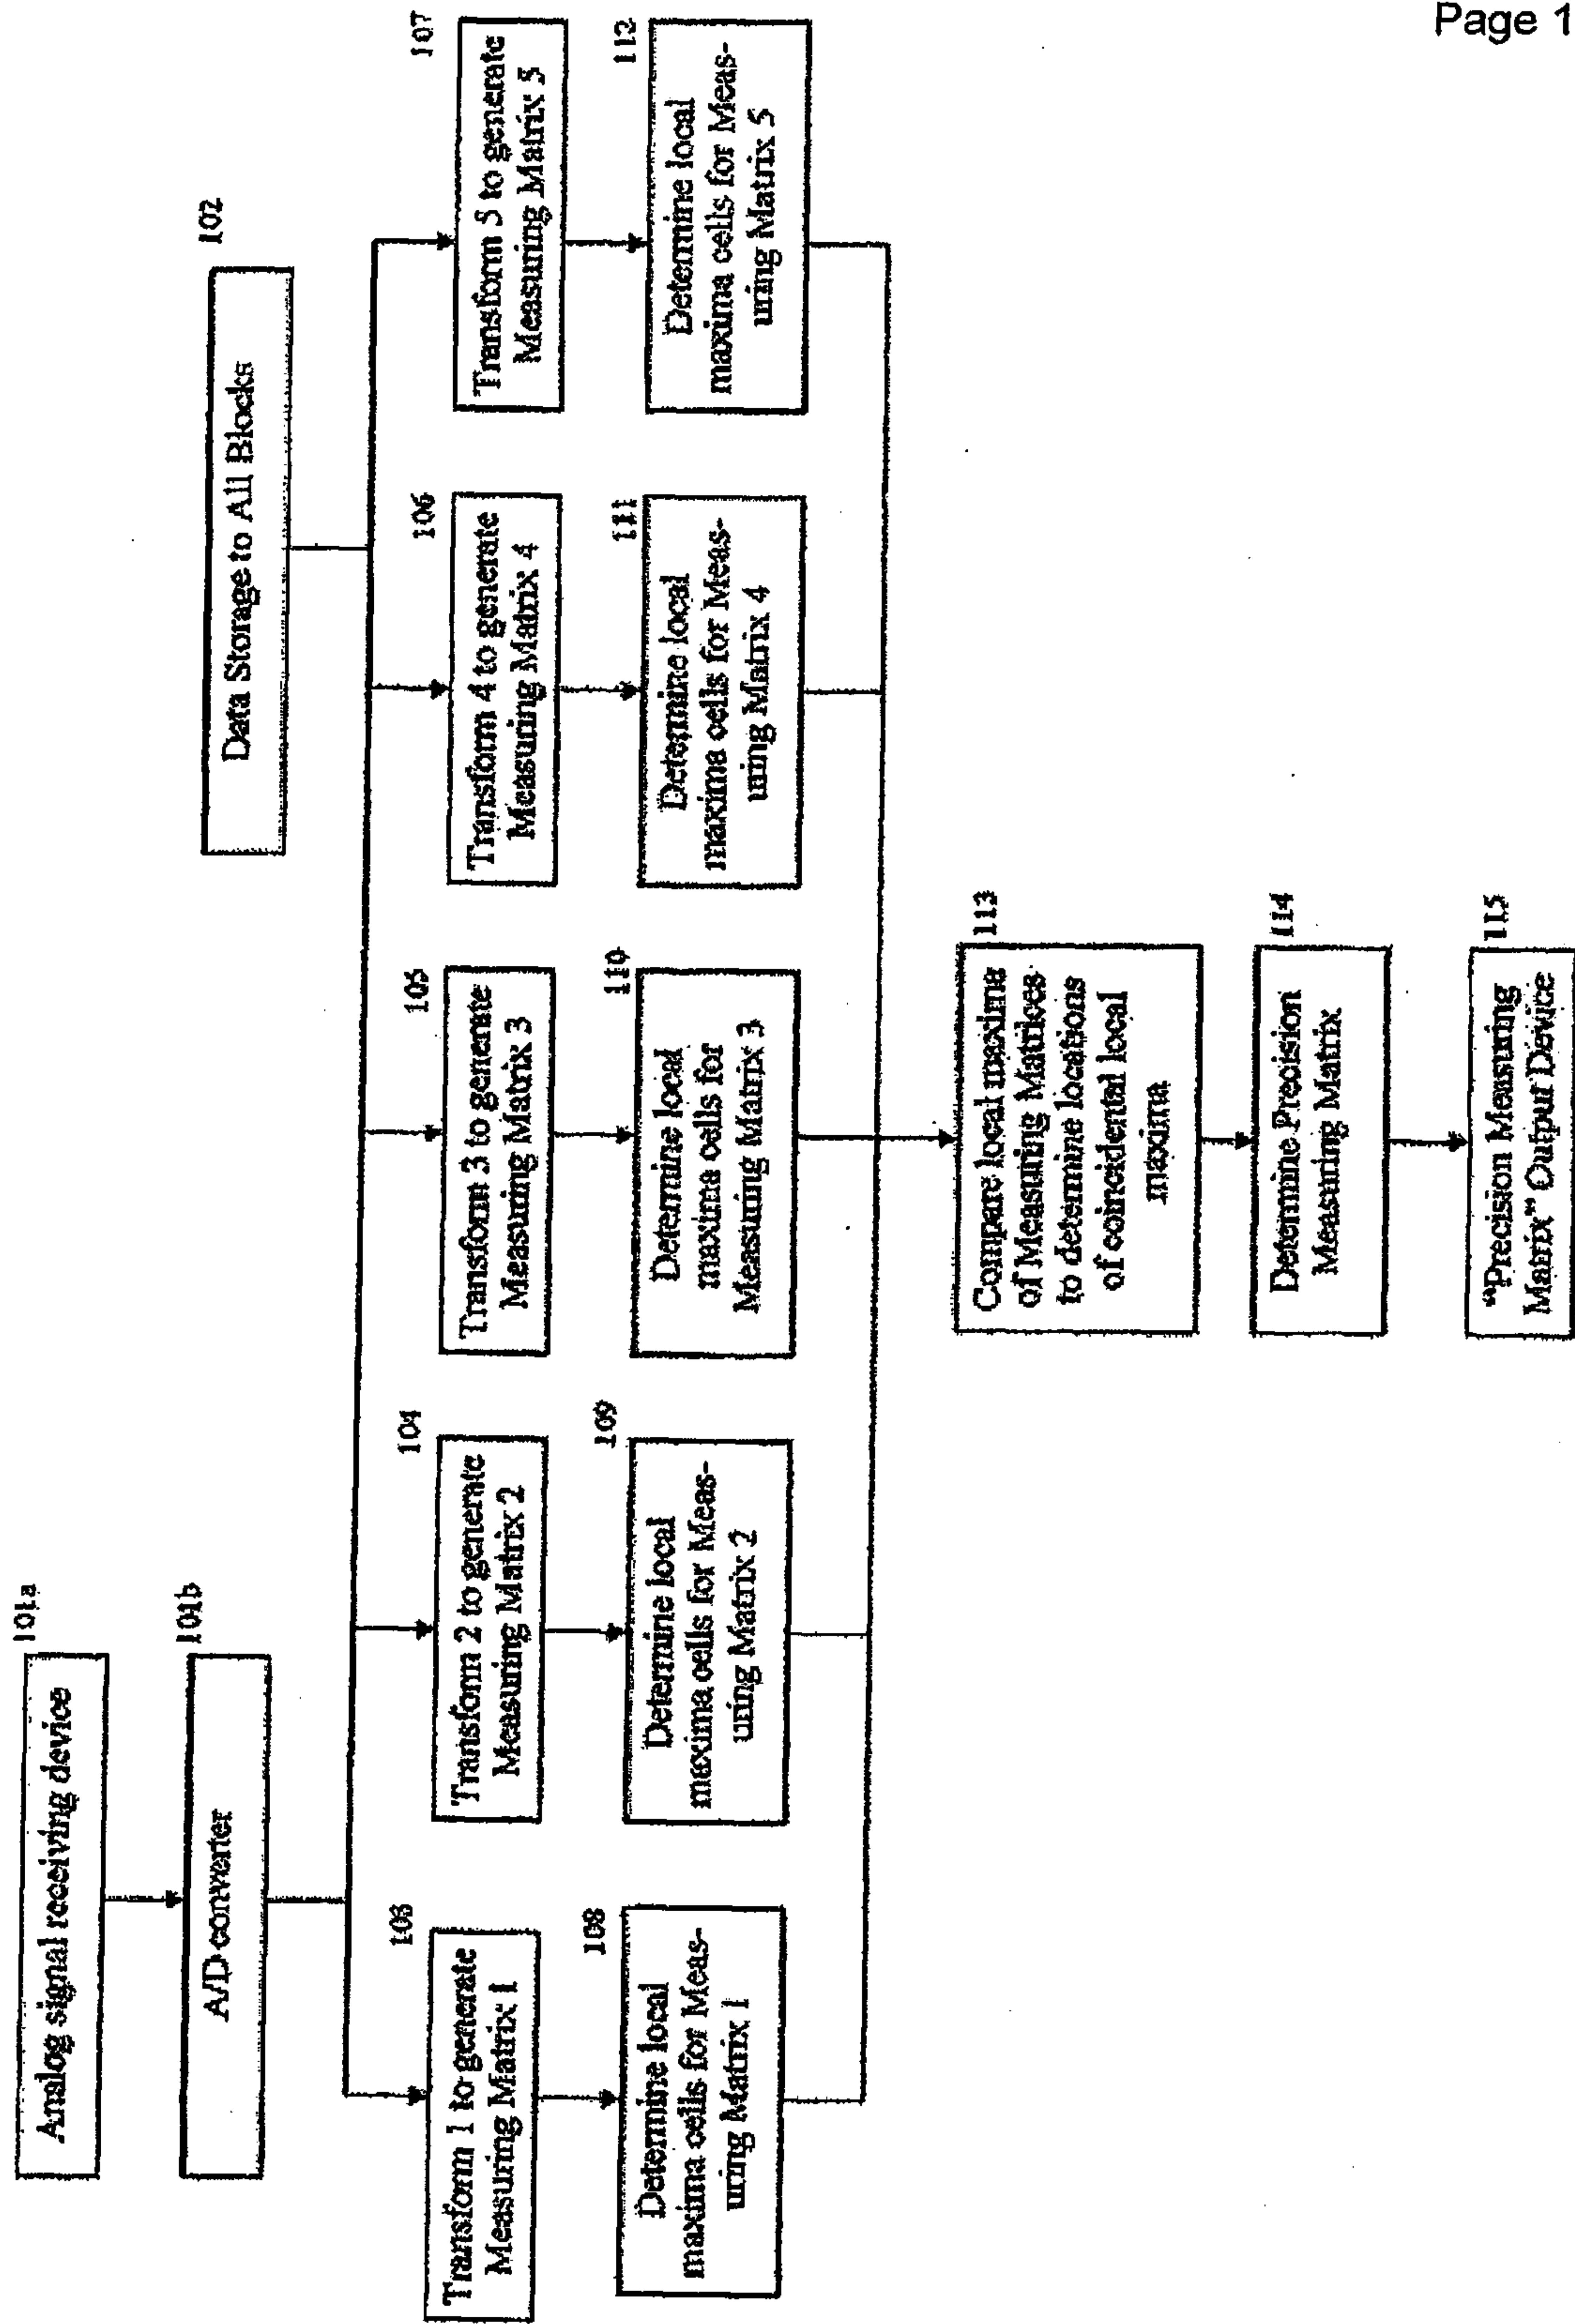 Page 1
101a
Analog signal receiving device
101b
A/D converter
102
Data Storage to All Blocks
103
Transform 1 to generate
Measuring Matrix 1
104
Transform 2 to generate
Measuring Matrix 2
105
Transform 3 to generate
Measuring Matrix 3
106
Transform 4 to generate
Measuring Matrix 4
107
Transform 5 to generate
Measuring Matrix 5
108
Determine local
maxima cells for Meas-
uring Matrix 1
109
Determine local
maxima cells for Meas-
uring Matrix 2
110
Determine local
maxima cells for
Measuring Matrix 3
111
Determine local
maxima cells for Meas-
uring Matrix 4
112
Determine local
maxima cells for Meas-
uring Matrix 5
113
Compare local maxima
of Measuring Matrices
to determine locations
of coincidental local
maxima
114
Determine Precision
Measuring Matrix
115
"Precision Measuring
Matrix" Output Device